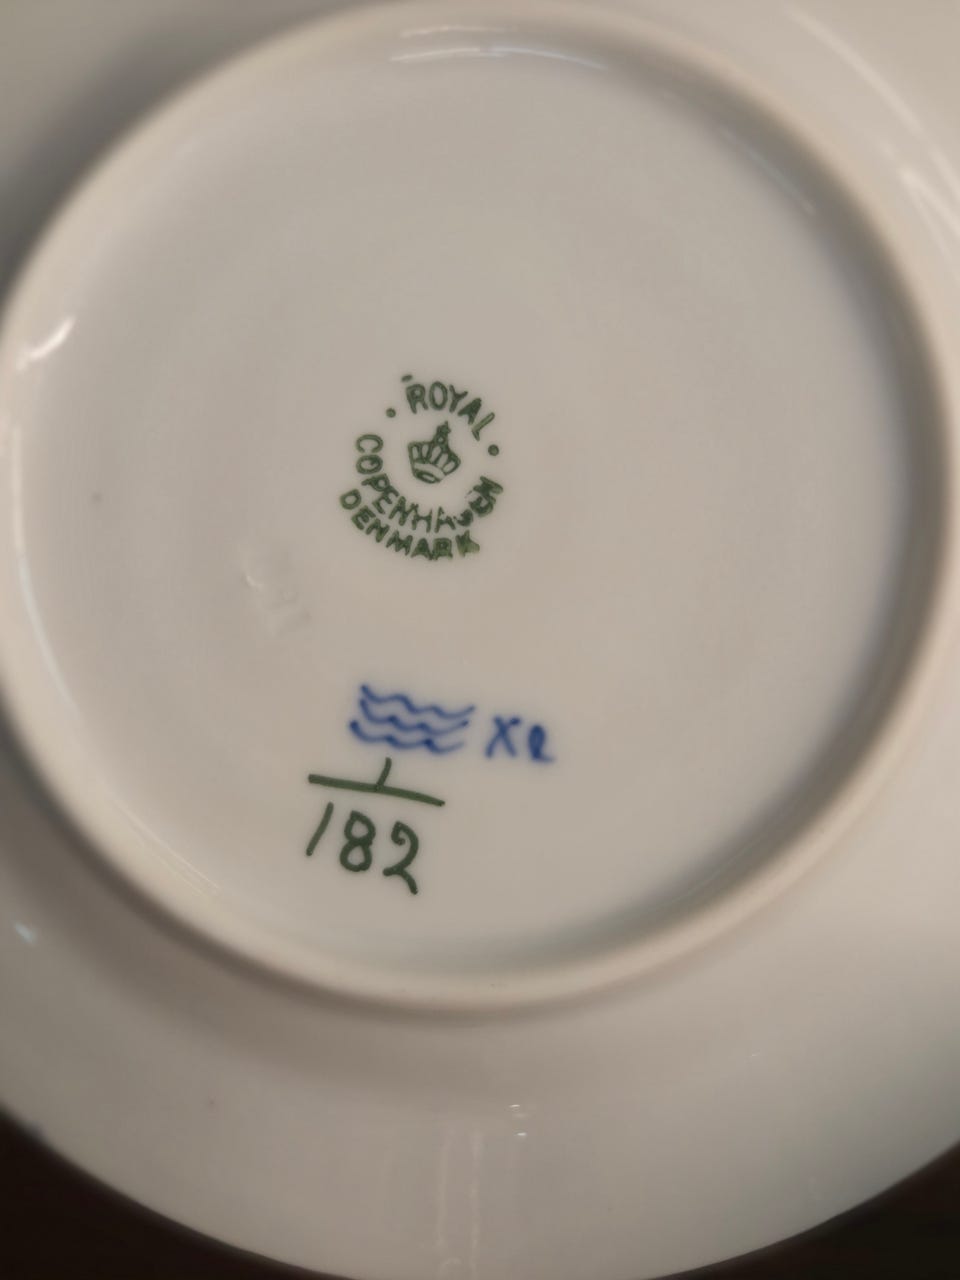 ROYAL
COPENHAGEN
DENMARK
XR
1
182